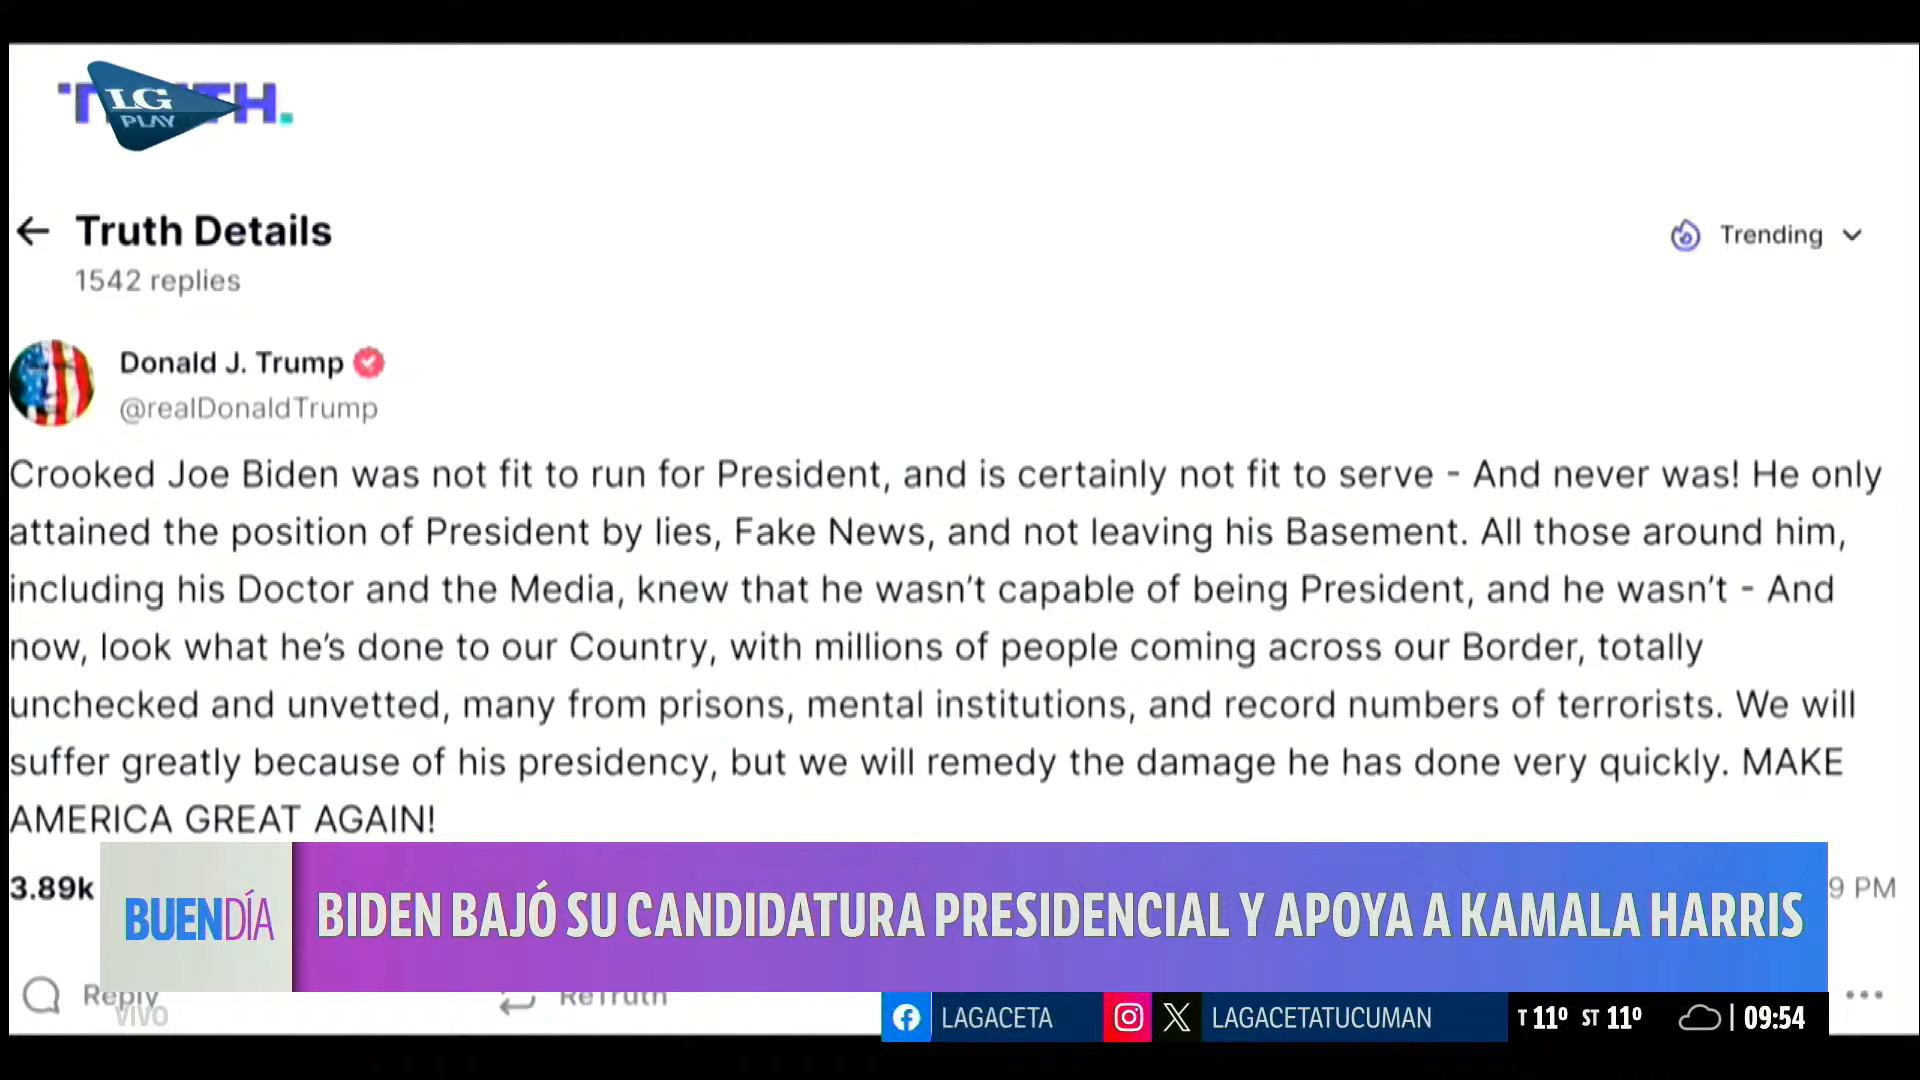 LG
PLAY
Truth Details
1542 replies
Trending
Donald J. Trump
@realDonaldTrump
Crooked Joe Biden was not fit to run for President, and is certainly not fit to serve - And never was! He only
attained the position of President by lies, Fake News, and not leaving his Basement. All those around him,
including his Doctor and the Media, knew that he wasn’t capable of being President, and he wasn’t - And
now, look what he’s done to our Country, with millions of people coming across our Border, totally
unchecked and unvetted, many from prisons, mental institutions, and record numbers of terrorists. We will
suffer greatly because of his presidency, but we will remedy the damage he has done very quickly. MAKE
AMERICA GREAT AGAIN!
3.89k
9 PM
BUENDÍA
BIDEN BAJÓ SU CANDIDATURA PRESIDENCIAL Y APOYA A KAMALA HARRIS
Reply
ReTruth
VIVO
LAGACETA
LAGACETATUCUMAN
T 11º ST 11º
09:54